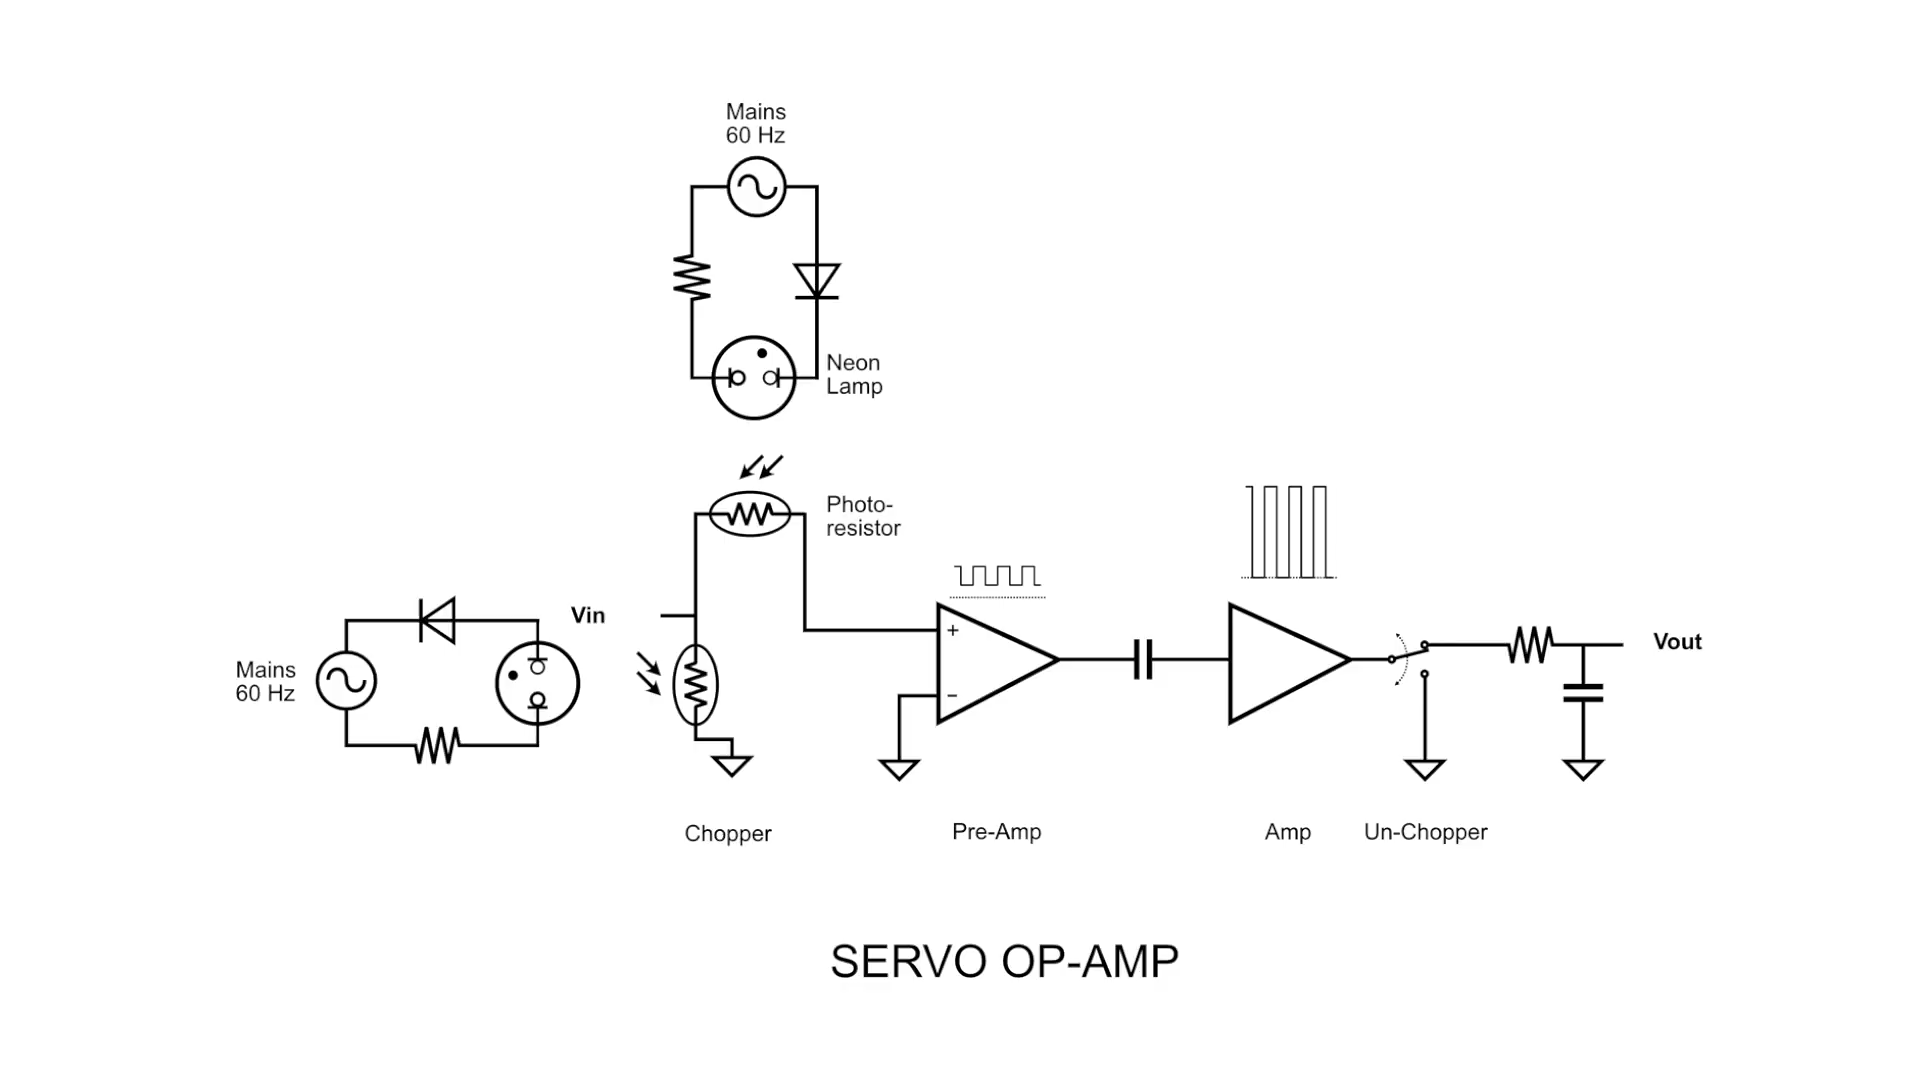 Mains
60 Hz
Neon
Lamp
Photo-
resistor
Vin
Mains
60 Hz
+
−
Vout
Chopper
Pre-Amp
Amp
Un-Chopper
SERVO OP-AMP